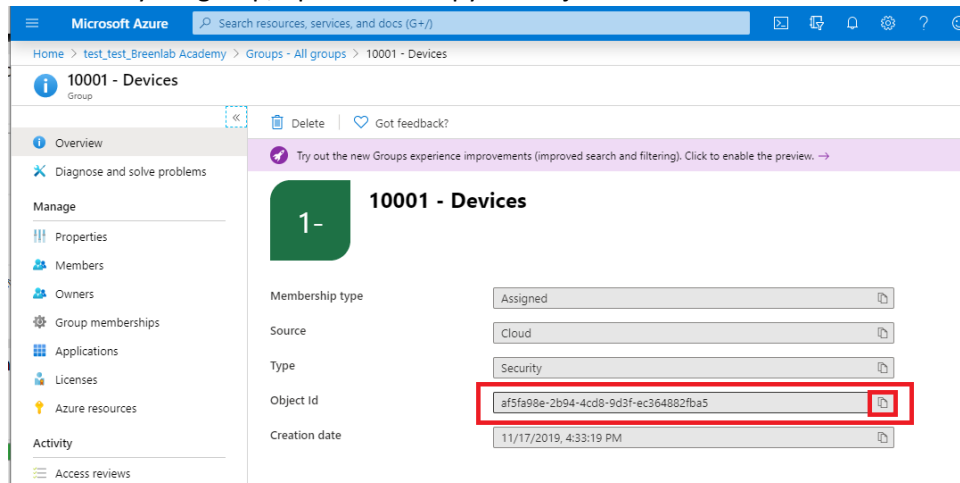 Microsoft Azure
Search resources, services, and docs (G+/)
Home > test_test_Breenlab Academy > Groups - All groups > 10001 - Devices
10001 - Devices
Group
«
Delete
Got feedback?
Overview
Try out the new Groups experience improvements (improved search and filtering). Click to enable the preview. →
Diagnose and solve problems
Manage
1-
10001 - Devices
Properties
Members
Owners
Group memberships
Applications
Licenses
Azure resources
Activity
Access reviews
Membership type
Assigned
Source
Cloud
Type
Security
Object Id
af5fa98e-2b94-4cd8-9d3f-ec364882fba5
Creation date
11/17/2019, 4:33:19 PM